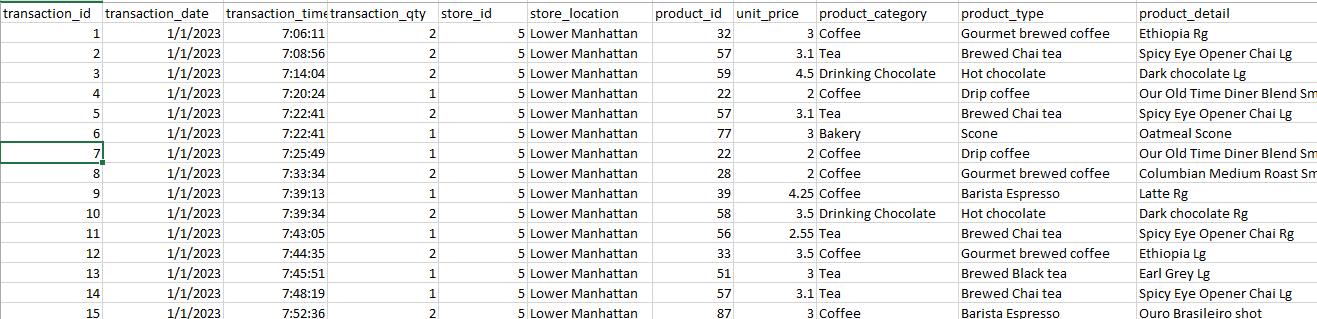 transaction_id transaction_date transaction_time transaction_qty store_id store_location product_id unit_price product_category product_type product_detail
1 1/1/2023 7:06:11 2 5 Lower Manhattan 32 3 Coffee Gourmet brewed coffee Ethiopia Rg
2 1/1/2023 7:08:56 2 5 Lower Manhattan 57 3.1 Tea Brewed Chai tea Spicy Eye Opener Chai Lg
3 1/1/2023 7:14:04 2 5 Lower Manhattan 59 4.5 Drinking Chocolate Hot chocolate Dark chocolate Lg
4 1/1/2023 7:20:24 1 5 Lower Manhattan 22 2 Coffee Drip coffee Our Old Time Diner Blend Sm
5 1/1/2023 7:22:41 2 5 Lower Manhattan 57 3.1 Tea Brewed Chai tea Spicy Eye Opener Chai Lg
6 1/1/2023 7:22:41 1 5 Lower Manhattan 77 3 Bakery Scone Oatmeal Scone
7 1/1/2023 7:25:49 1 5 Lower Manhattan 22 2 Coffee Drip coffee Our Old Time Diner Blend Sm
8 1/1/2023 7:33:34 2 5 Lower Manhattan 28 2 Coffee Gourmet brewed coffee Columbian Medium Roast Sm
9 1/1/2023 7:39:13 1 5 Lower Manhattan 39 4.25 Coffee Barista Espresso Latte Rg
10 1/1/2023 7:39:34 2 5 Lower Manhattan 58 3.5 Drinking Chocolate Hot chocolate Dark chocolate Rg
11 1/1/2023 7:43:05 1 5 Lower Manhattan 56 2.55 Tea Brewed Chai tea Spicy Eye Opener Chai Rg
12 1/1/2023 7:44:35 2 5 Lower Manhattan 33 3.5 Coffee Gourmet brewed coffee Ethiopia Lg
13 1/1/2023 7:45:51 1 5 Lower Manhattan 51 3 Tea Brewed Black tea Earl Grey Lg
14 1/1/2023 7:48:19 1 5 Lower Manhattan 57 3.1 Tea Brewed Chai tea Spicy Eye Opener Chai Lg
15 1/1/2023 7:52:36 2 5 Lower Manhattan 87 3 Coffee Barista Espresso Ouro Brasileiro shot